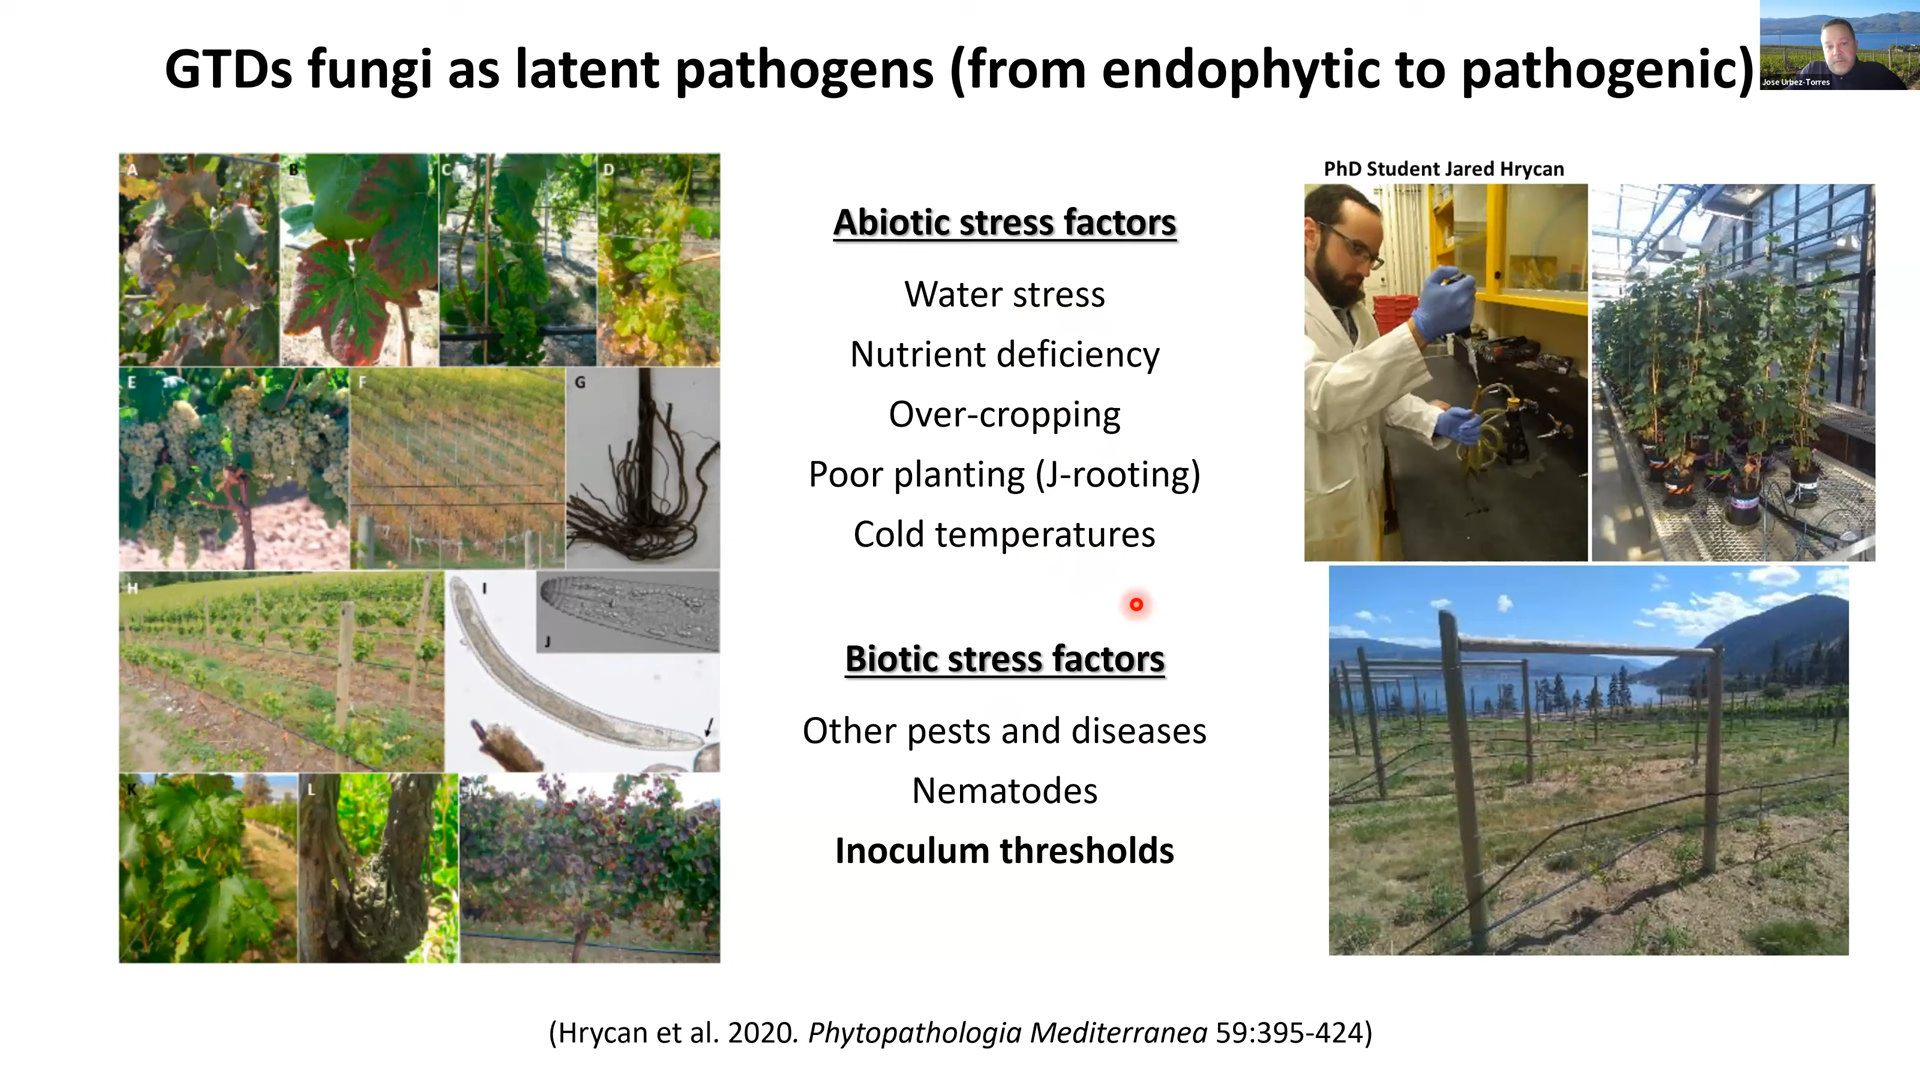 GTDs fungi as latent pathogens (from endophytic to pathogenic)
Jose Urbez-Torres
A
B
C
D
E
F
G
H
I
J
K
L
M
Abiotic stress factors
Water stress
Nutrient deficiency
Over-cropping
Poor planting (J-rooting)
Cold temperatures
Biotic stress factors
Other pests and diseases
Nematodes
Inoculum thresholds
PhD Student Jared Hrycan
(Hrycan et al. 2020. Phytopathologia Mediterranea 59:395-424)